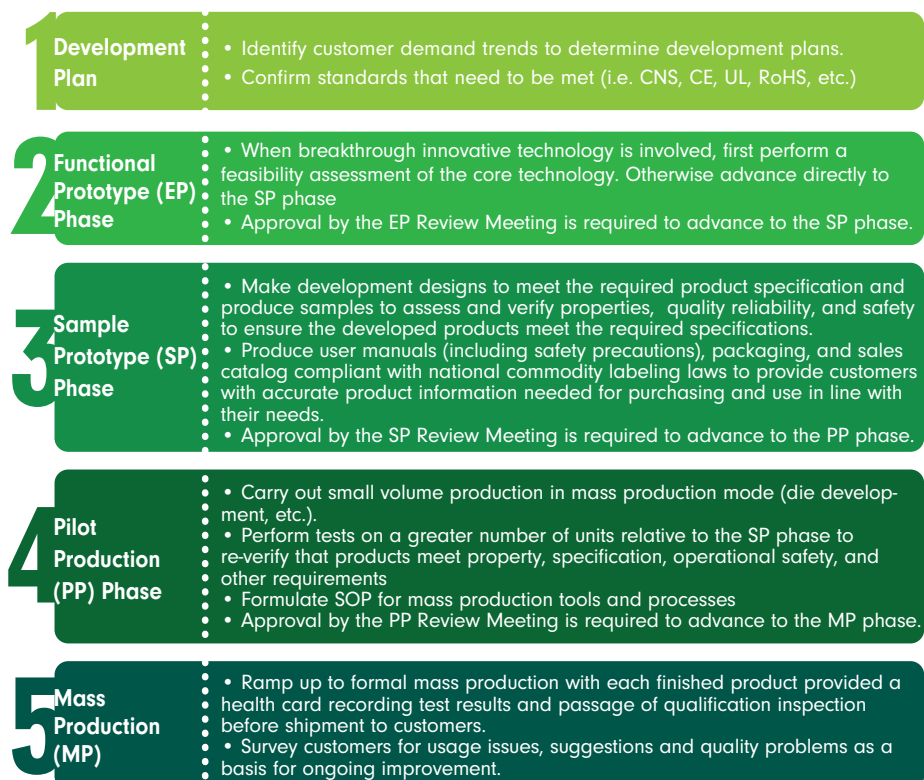 1
Development
Plan
• Identify customer demand trends to determine development plans.
• Confirm standards that need to be met (i.e. CNS, CE, UL, RoHS, etc.)
2
Functional
Prototype (EP)
Phase
• When breakthrough innovative technology is involved, first perform a
feasibility assessment of the core technology. Otherwise advance directly to
the SP phase
• Approval by the EP Review Meeting is required to advance to the SP phase.
3
Sample
Prototype (SP)
Phase
• Make development designs to meet the required product specification and
produce samples to assess and verify properties, quality reliability, and safety
to ensure the developed products meet the required specifications.
• Produce user manuals (including safety precautions), packaging, and sales
catalog compliant with national commodity labeling laws to provide customers
with accurate product information needed for purchasing and use in line with
their needs.
• Approval by the SP Review Meeting is required to advance to the PP phase.
4
Pilot
Production
(PP) Phase
• Carry out small volume production in mass production mode (die develop-
ment, etc.).
• Perform tests on a greater number of units relative to the SP phase to
re-verify that products meet property, specification, operational safety, and
other requirements
• Formulate SOP for mass production tools and processes
• Approval by the PP Review Meeting is required to advance to the MP phase.
5
Mass
Production
(MP)
• Ramp up to formal mass production with each finished product provided a
health card recording test results and passage of qualification inspection
before shipment to customers.
• Survey customers for usage issues, suggestions and quality problems as a
basis for ongoing improvement.